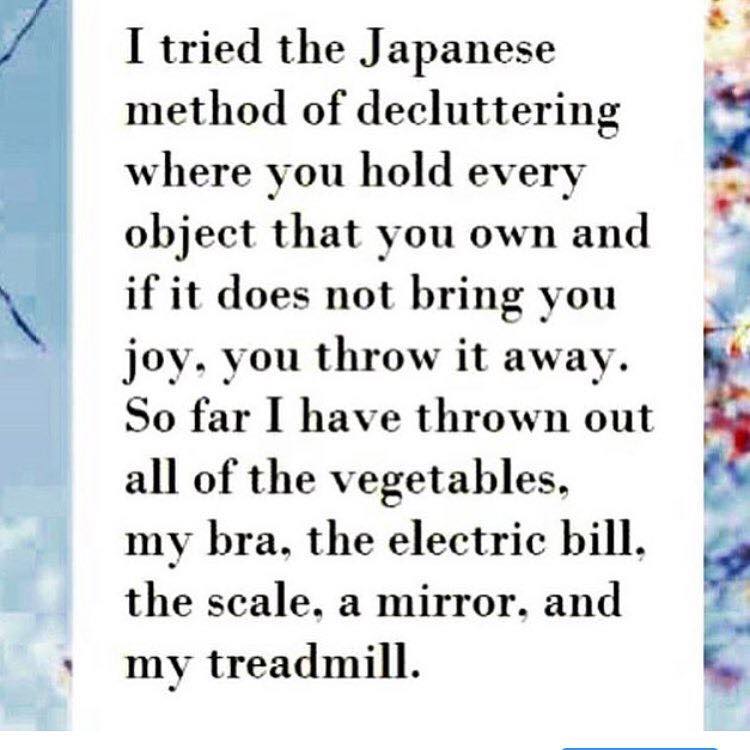 I tried the Japanese
method of decluttering
where you hold every
object that you own and
if it does not bring you
joy, you throw it away.
So far I have thrown out
all of the vegetables,
my bra, the electric bill,
the scale, a mirror, and
my treadmill.